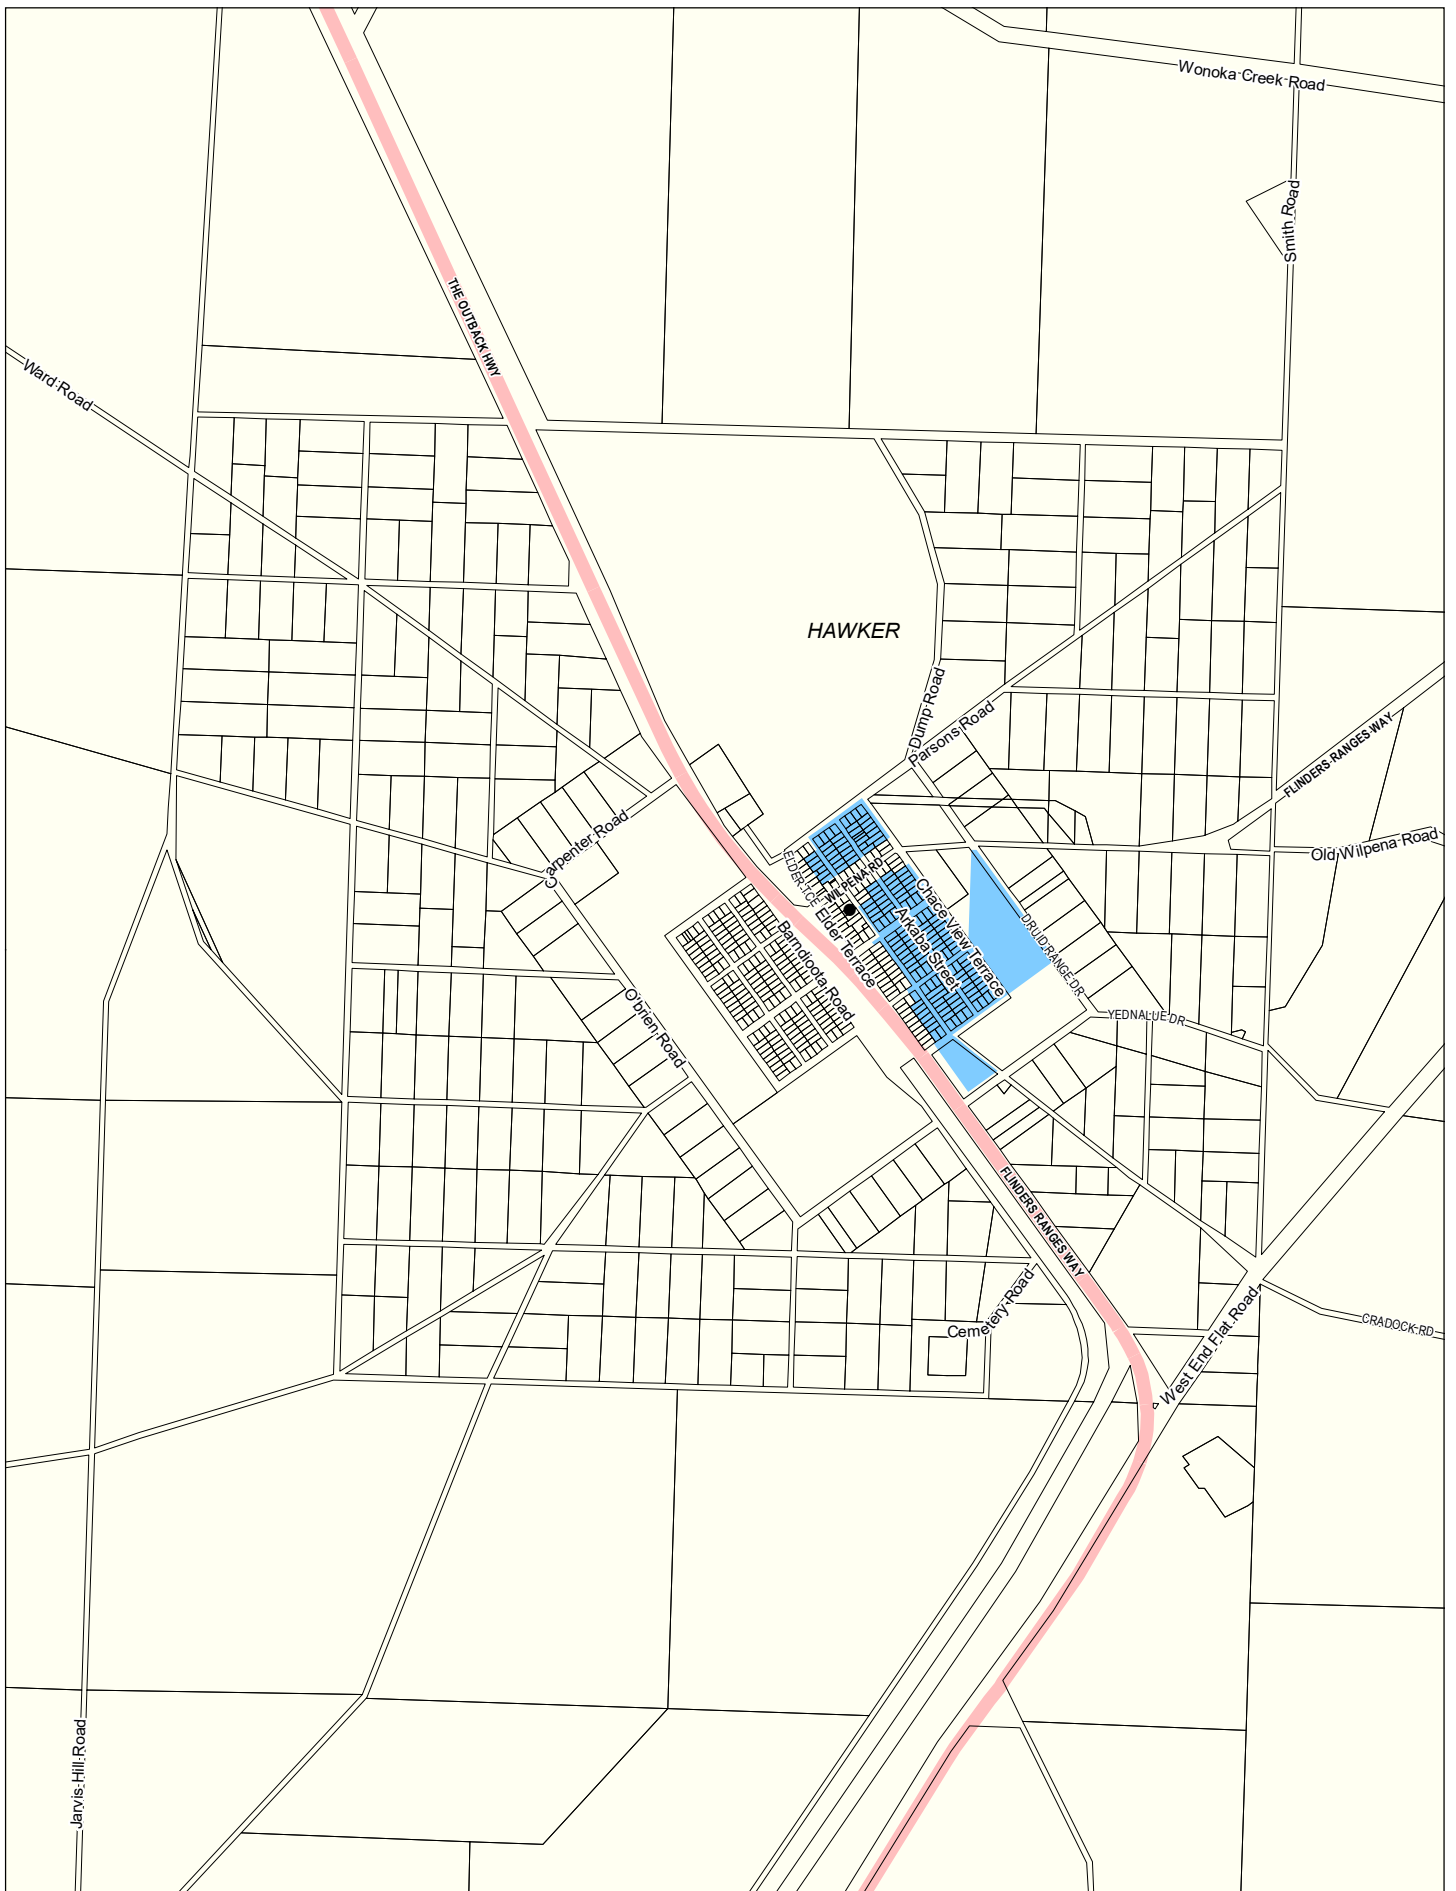 Wonoka Creek Road
Smith Road
THE OUTBACK HWY
Ward Road
HAWKER
Dump Road
Parsons Road
FLINDERS RANGES WAY
Old Wilpena Road
Carpenter Road
ELDER TCE
WILPENA RD
Chace View Terrace
Arkaba Street
Elder Terrace
Barndioota Road
DRUID RANGE DR
YEDNALUE DR
O'brien Road
FLINDERS RANGES WAY
Cemetery Road
West End Flat Road
CRADOCK RD
Jarvis Hill Road